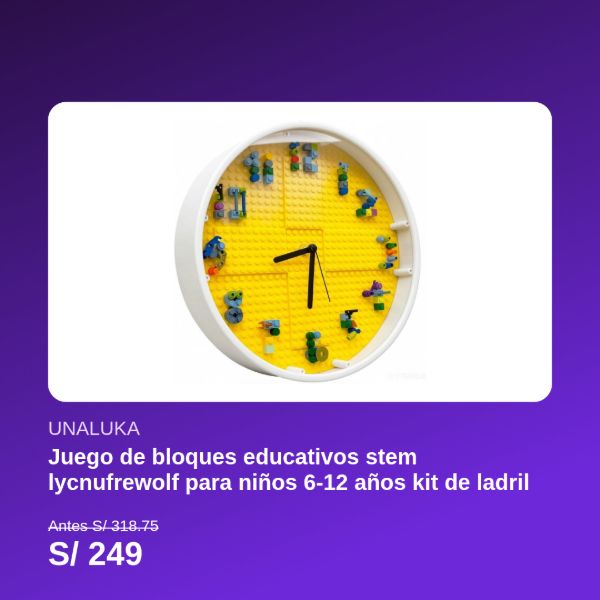 UNALUKA
Juego de bloques educativos stem
lycnufrewolf para niños 6-12 años kit de ladril
Antes S/ 318.75
S/ 249